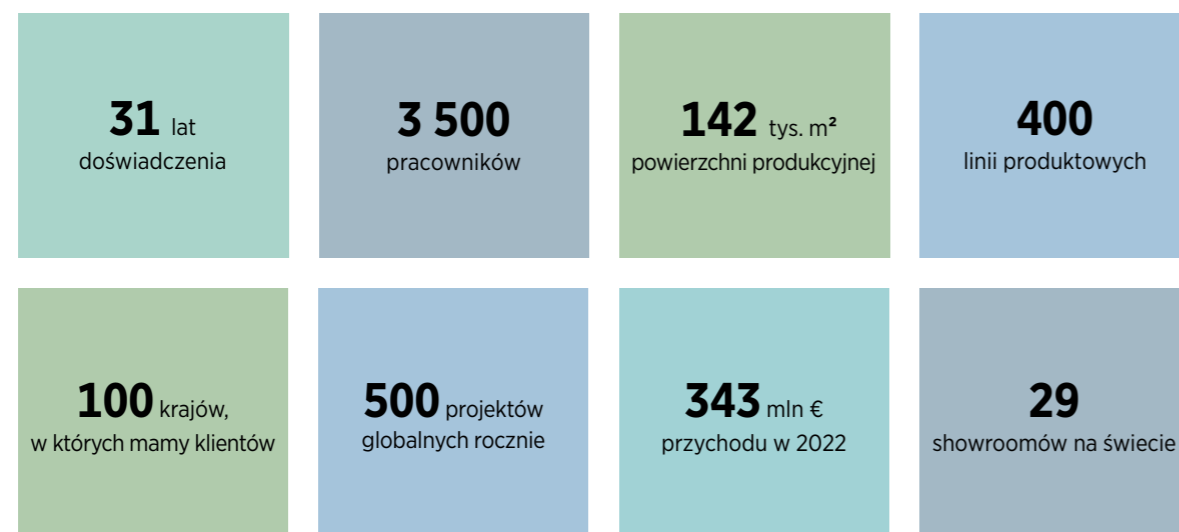 31 lat
doświadczenia
3 500
pracowników
142 tys. m²
powierzchni produkcyjnej
400
linii produktowych
100 krajów,
w których mamy klientów
500 projektów
globalnych rocznie
343 mln €
przychodu w 2022
29
showroomów na świecie